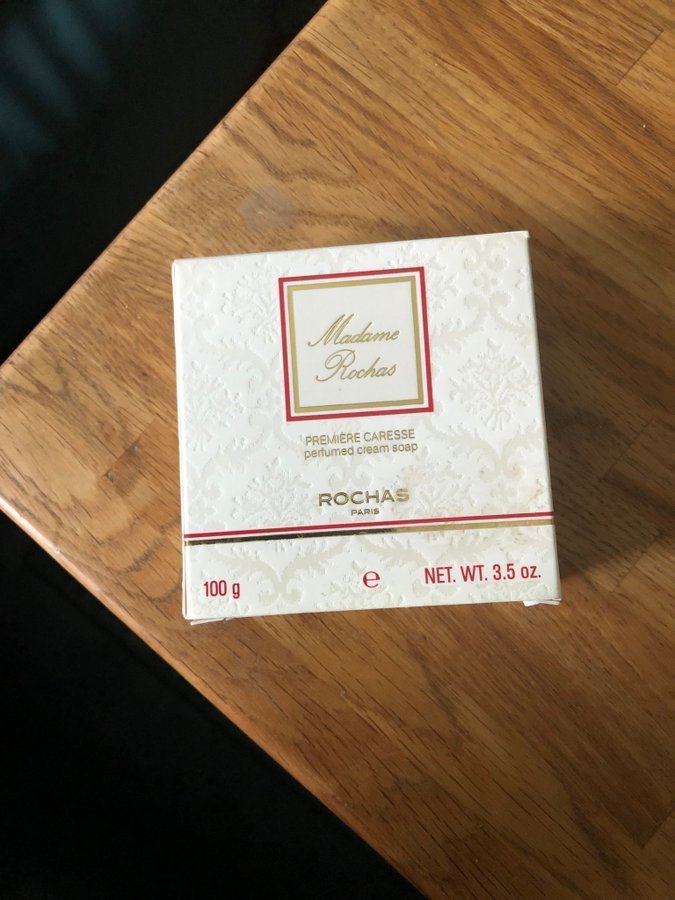 Madame
Rochas
PREMIÈRE CARESSE
perfumed cream soap
ROCHAS
PARIS
100 g
℮
NET. WT. 3.5 oz.